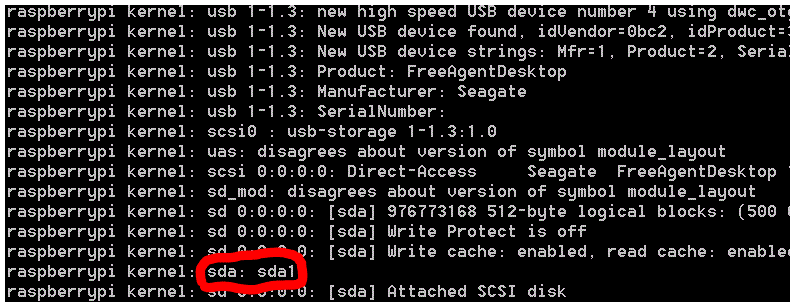 raspberrypi kernel: usb 1-1.3: new high speed USB device number 4 using dwc_otg
raspberrypi kernel: usb 1-1.3: New USB device found, idVendor=0bc2, idProduct=3
raspberrypi kernel: usb 1-1.3: New USB device strings: Mfr=1, Product=2, Serial
raspberrypi kernel: usb 1-1.3: Product: FreeAgentDesktop
raspberrypi kernel: usb 1-1.3: Manufacturer: Seagate
raspberrypi kernel: usb 1-1.3: SerialNumber:
raspberrypi kernel: scsi0 : usb-storage 1-1.3:1.0
raspberrypi kernel: uas: disagrees about version of symbol module_layout
raspberrypi kernel: scsi 0:0:0:0: Direct-Access     Seagate  FreeAgentDesktop
raspberrypi kernel: sd_mod: disagrees about version of symbol module_layout
raspberrypi kernel: sd 0:0:0:0: [sda] 976773168 512-byte logical blocks: (500
raspberrypi kernel: sd 0:0:0:0: [sda] Write Protect is off
raspberrypi kernel: sd 0:0:0:0: [sda] Write cache: enabled, read cache: enable
raspberrypi kernel: sda: sda1
raspberrypi kernel: sd 0:0:0:0: [sda] Attached SCSI disk